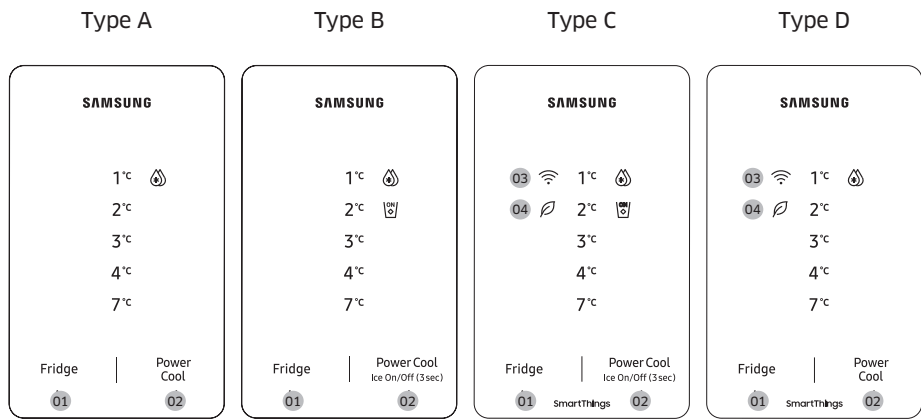 Type A
Type B
Type C
Type D
SAMSUNG
1°C
2°C
3°C
4°C
7°C
Fridge
Power
Cool
01
02
SAMSUNG
1°C
2°C
ON
3°C
4°C
7°C
Fridge
Power Cool
Ice On/Off (3 sec)
01
02
SAMSUNG
03 1°C
04 2°C
3°C
4°C
7°C
Fridge
Power Cool
Ice On/Off (3 sec)
01 SmartThings 02
SAMSUNG
03 1°C
04 2°C
3°C
4°C
7°C
Fridge
Power
Cool
01 SmartThings 02